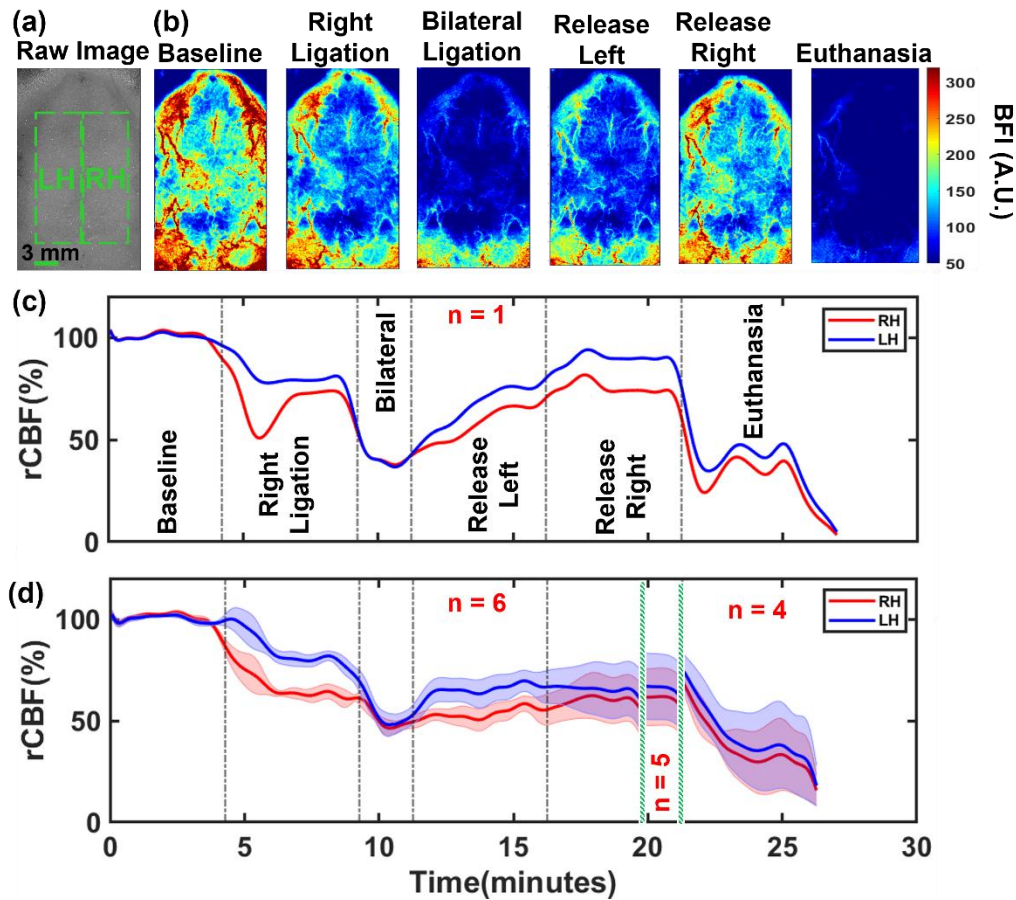 (a)
Raw Image
LH
RH
3 mm
(b)
Baseline
Right
Ligation
Bilateral
Ligation
Release
Left
Release
Right
Euthanasia
300
250
200
150
100
50
BFI (A.U.)
(c)
rCBF(%)
100
50
0
Baseline
Right
Ligation
Bilateral
n = 1
Release
Left
Release
Right
Euthanasia
RH
LH
(d)
rCBF(%)
100
50
0
n = 6
n = 5
n = 4
RH
LH
0
5
10
15
20
25
30
Time(minutes)